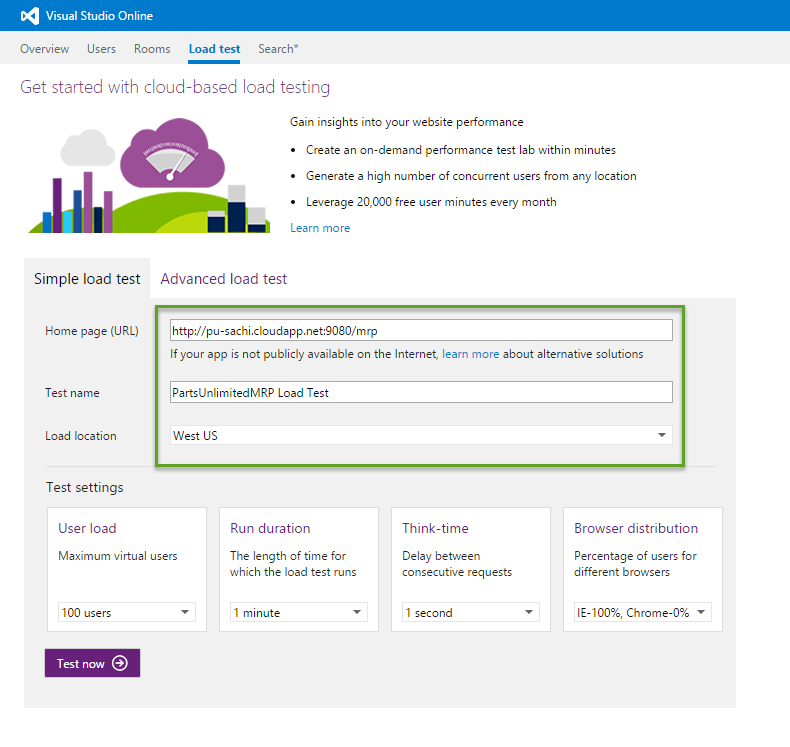 Visual Studio Online
Overview Users Rooms Load test Search*
Get started with cloud-based load testing
Gain insights into your website performance
• Create an on-demand performance test lab within minutes
• Generate a high number of concurrent users from any location
• Leverage 20,000 free user minutes every month
Learn more
Simple load test Advanced load test
Home page (URL) http://pu-sachi.cloudapp.net:9080/mrp
If your app is not publicly available on the Internet, learn more about alternative solutions
Test name PartsUnlimitedMRP Load Test
Load location West US
Test settings
User load
Maximum virtual users
100 users
Run duration
The length of time for
which the load test runs
1 minute
Think-time
Delay between
consecutive requests
1 second
Browser distribution
Percentage of users for
different browsers
IE-100%, Chrome-0%
Test now